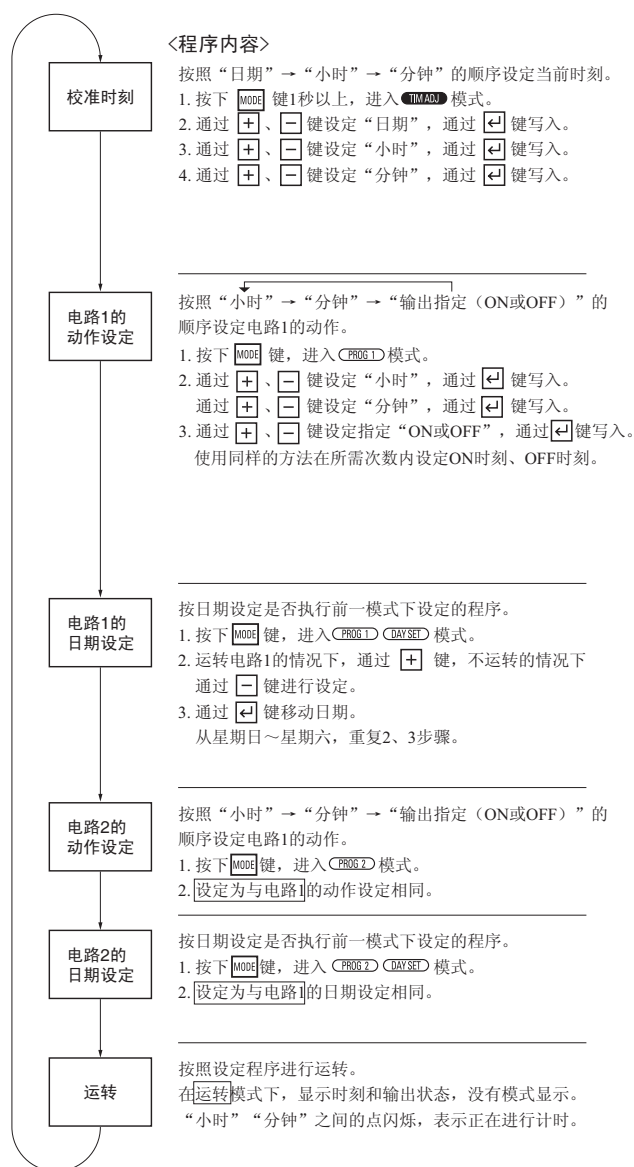 <程序内容>
校准时刻
按照“日期”→“小时”→“分钟”的顺序设定当前时刻。
1. 按下 MODE 键1秒以上，进入 TIM ADJ 模式。
2. 通过 + 、 − 键设定“日期”，通过 ↵ 键写入。
3. 通过 + 、 − 键设定“小时”，通过 ↵ 键写入。
4. 通过 + 、 − 键设定“分钟”，通过 ↵ 键写入。
电路1的
动作设定
按照“小时”→“分钟”→“输出指定（ON或OFF）”的
顺序设定电路1的动作。
1. 按下 MODE 键，进入 PROG 1 模式。
2. 通过 + 、 − 键设定“小时”，通过 ↵ 键写入。
通过 + 、 − 键设定“分钟”，通过 ↵ 键写入。
3. 通过 + 、 − 键设定指定“ON或OFF”，通过 ↵ 键写入。
使用同样的方法在所需次数内设定ON时刻、OFF时刻。
电路1的
日期设定
按日期设定是否执行前一模式下设定的程序。
1. 按下 MODE 键，进入 PROG 1 DAY SET 模式。
2. 运转电路1的情况下，通过 + 键，不运转的情况下
通过 − 键进行设定。
3. 通过 ↵ 键移动日期。
从星期日～星期六，重复2、3步骤。
电路2的
动作设定
按照“小时”→“分钟”→“输出指定（ON或OFF）”的
顺序设定电路1的动作。
1. 按下 MODE 键，进入 PROG 2 模式。
2. 设定为与电路1的动作设定相同。
电路2的
日期设定
按日期设定是否执行前一模式下设定的程序。
1. 按下 MODE 键，进入 PROG 2 DAY SET 模式。
2. 设定为与电路1的日期设定相同。
运转
按照设定程序进行运转。
在运转模式下，显示时刻和输出状态，没有模式显示。
“小时”“分钟”之间的点闪烁，表示正在进行计时。